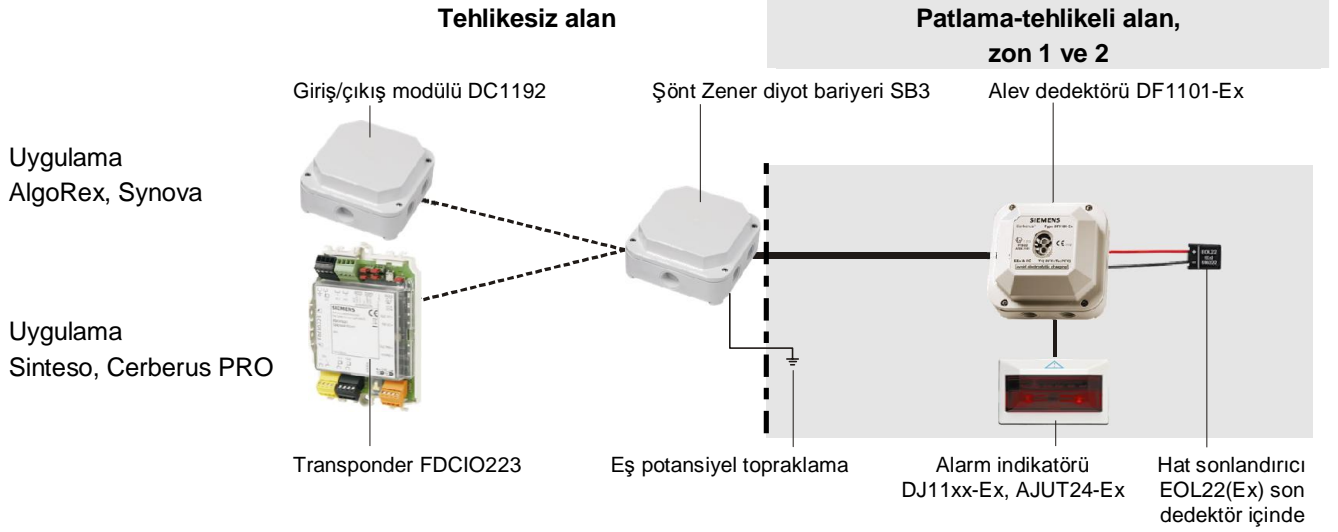 Tehlikesiz alan
Patlama-tehlikeli alan,
zon 1 ve 2
Giriş/çıkış modülü DC1192
Şönt Zener diyot bariyeri SB3
Alev dedektörü DF1101-Ex
Uygulama
AlgoRex, Synova
SIEMENS
SIEMENS
EOL22
Uygulama
Sinteso, Cerberus PRO
Transponder FDCIO223
Eş potansiyel topraklama
Alarm indikatörü
DJ11xx-Ex, AJUT24-Ex
Hat sonlandırıcı
EOL22(Ex) son
dedektör içinde